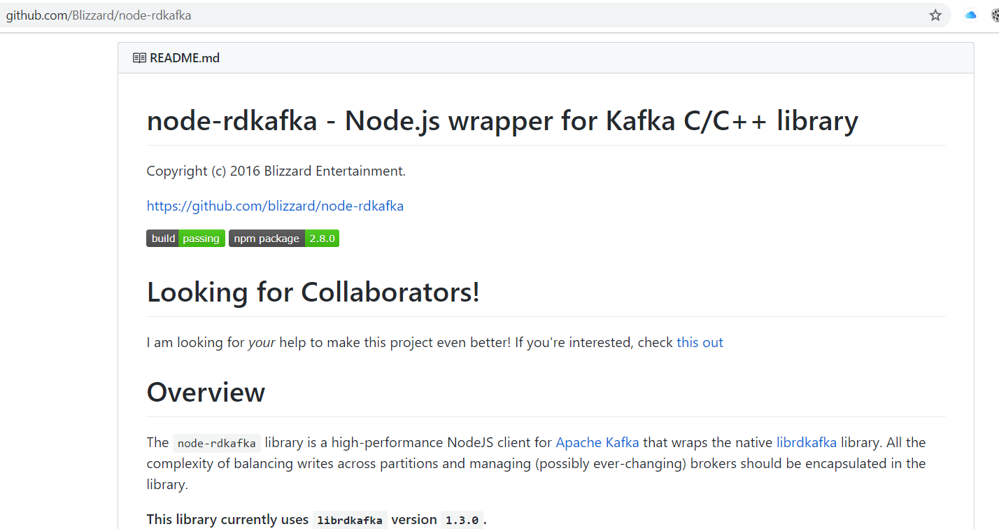 github.com/Blizzard/node-rdkafka
README.md
node-rdkafka - Node.js wrapper for Kafka C/C++ library
Copyright (c) 2016 Blizzard Entertainment.
https://github.com/blizzard/node-rdkafka
build passing npm package 2.8.0
Looking for Collaborators!
I am looking for your help to make this project even better! If you're interested, check this out
Overview
The node-rdkafka library is a high-performance NodeJS client for Apache Kafka that wraps the native librdkafka library. All the
complexity of balancing writes across partitions and managing (possibly ever-changing) brokers should be encapsulated in the
library.
This library currently uses librdkafka version 1.3.0.